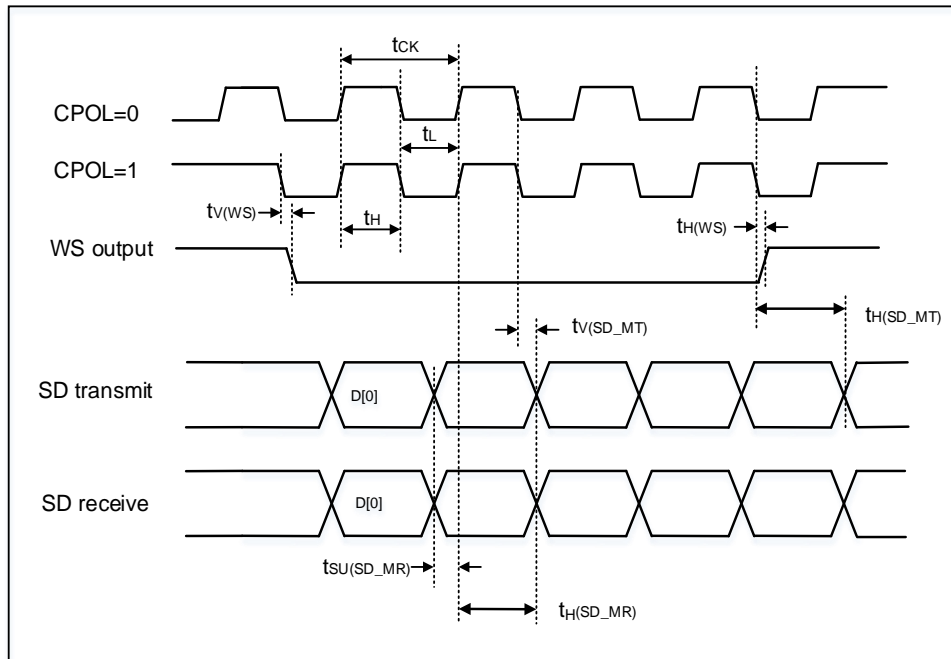 tCK
CPOL=0
tL
CPOL=1
tV(WS)
tH
tH(WS)
WS output
tH(SD_MT)
tV(SD_MT)
SD transmit
D[0]
SD receive
D[0]
tSU(SD_MR)
tH(SD_MR)